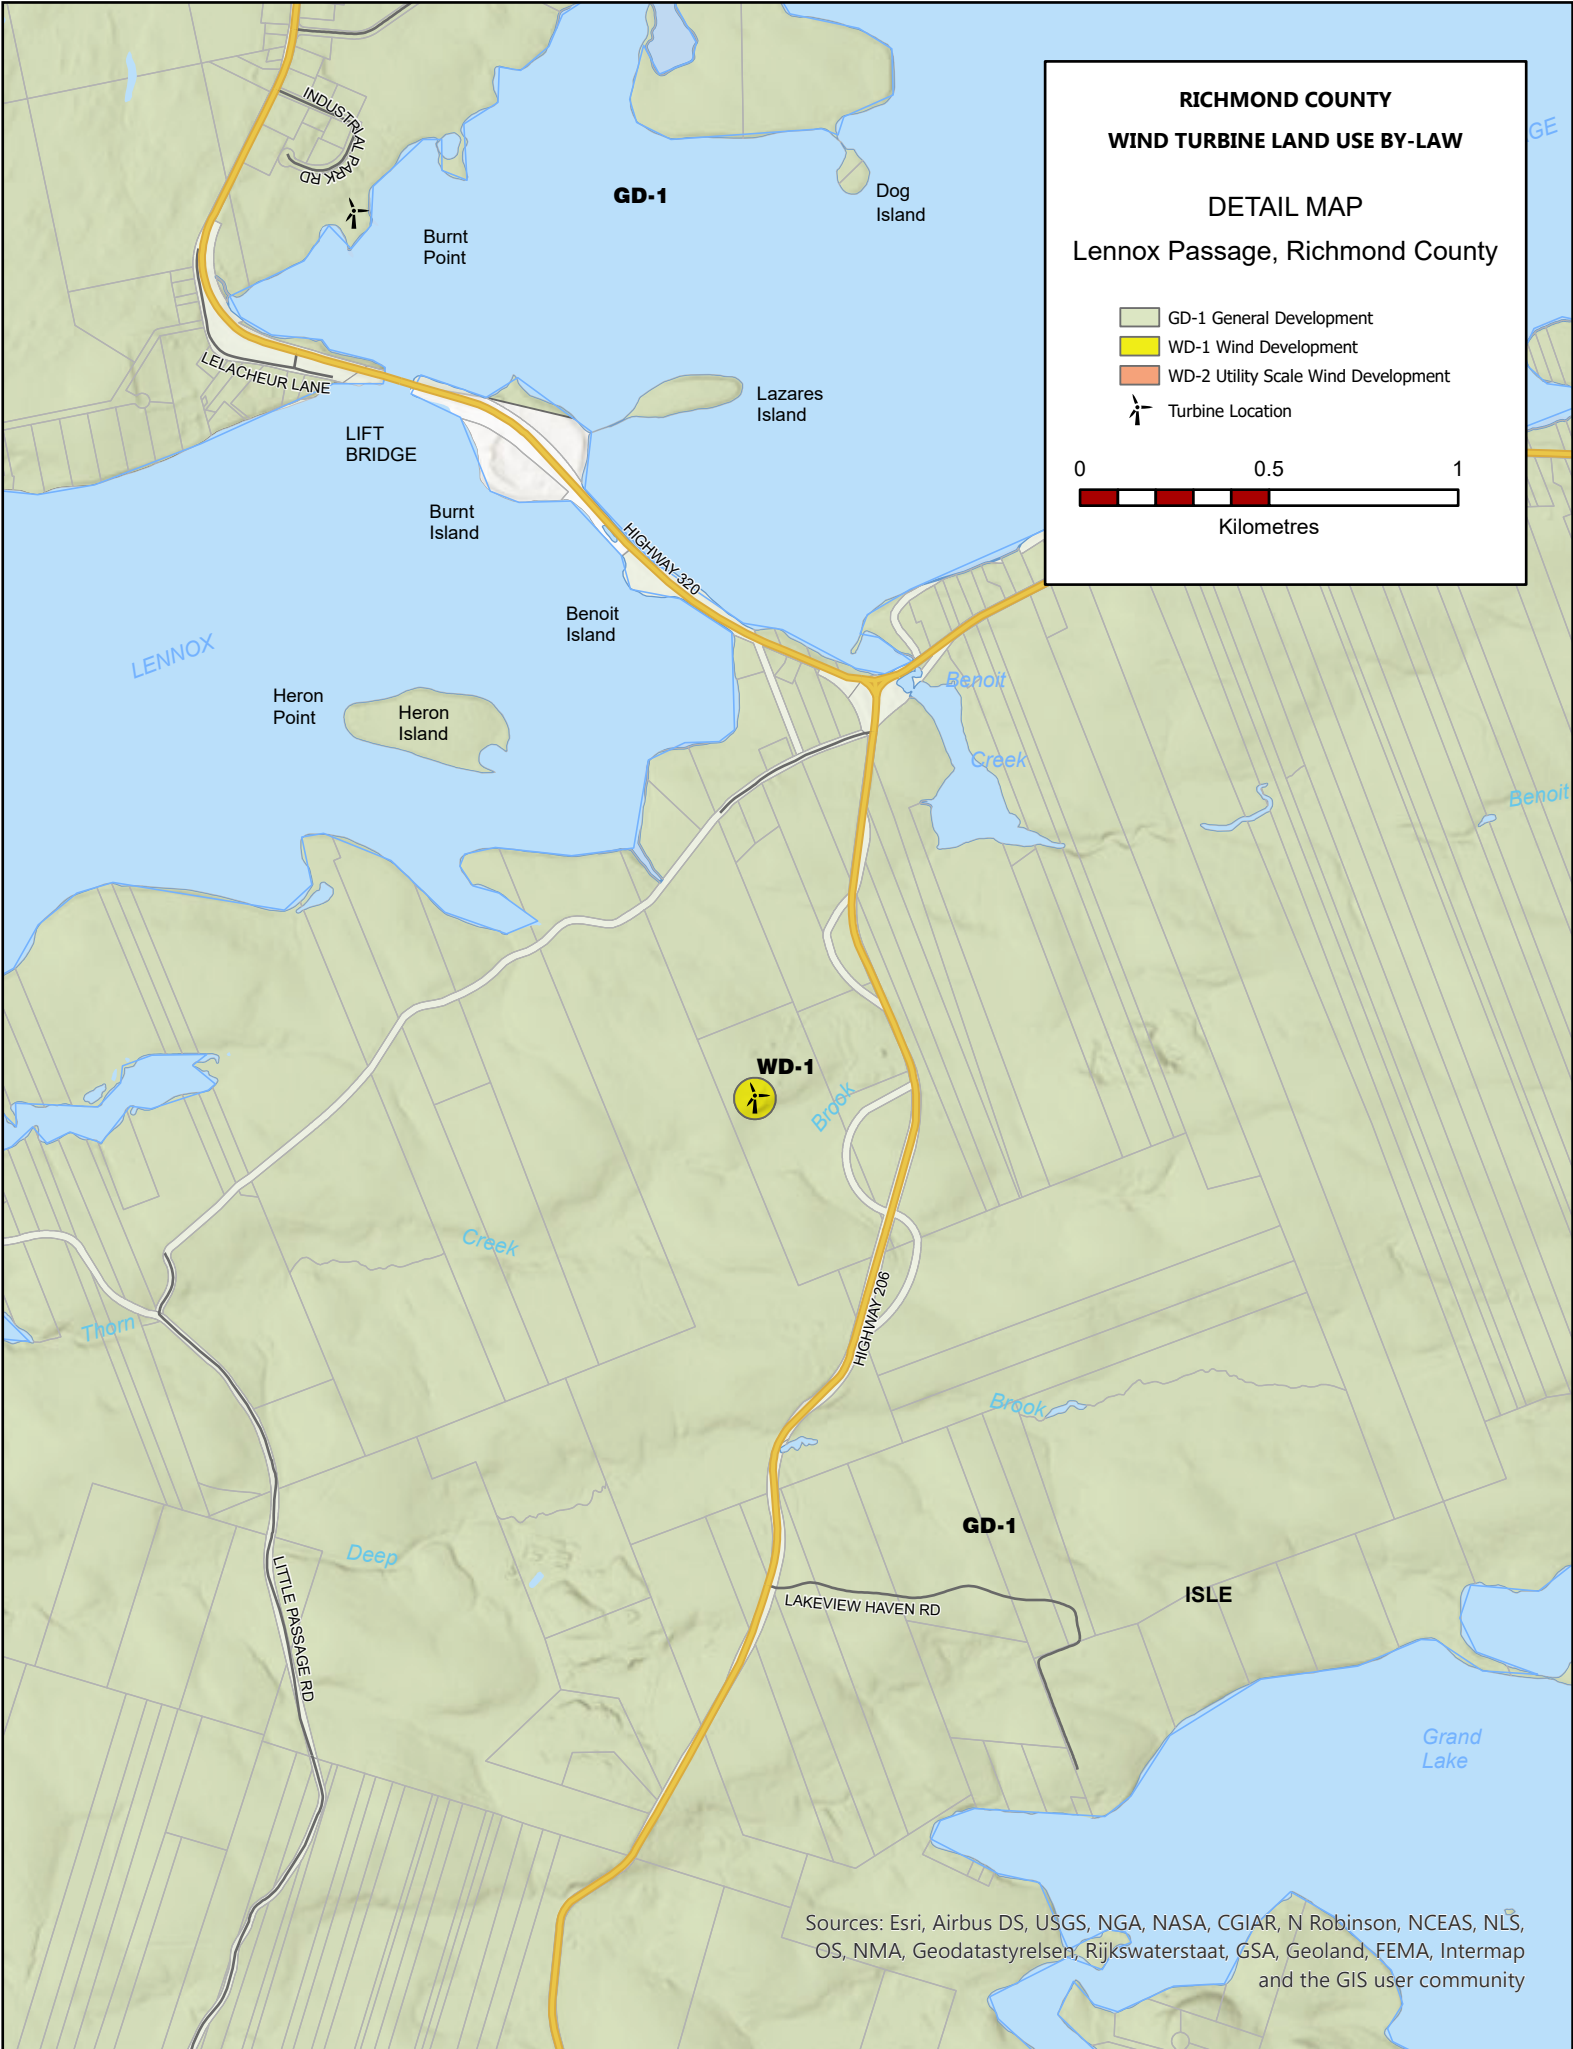 RICHMOND COUNTY
WIND TURBINE LAND USE BY-LAW
DETAIL MAP
Lennox Passage, Richmond County
GD-1 General Development
WD-1 Wind Development
WD-2 Utility Scale Wind Development
Turbine Location
0 0.5 1
Kilometres
GE
INDUSTRIAL PARK RD
GD-1
Dog
Island
Burnt
Point
LELACHEUR LANE
Lazares
Island
LIFT
BRIDGE
Burnt
Island
HIGHWAY 320
Benoit
Island
LENNOX
Heron
Point
Heron
Island
Benoit
Creek
Benoit
WD-1
Brook
Creek
Thorn
HIGHWAY 206
Brook
GD-1
Deep
LITTLE PASSAGE RD
LAKEVIEW HAVEN RD
ISLE
Grand
Lake
Sources: Esri, Airbus DS, USGS, NGA, NASA, CGIAR, N Robinson, NCEAS, NLS,
OS, NMA, Geodatastyrelsen, Rijkswaterstaat, GSA, Geoland, FEMA, Intermap
and the GIS user community